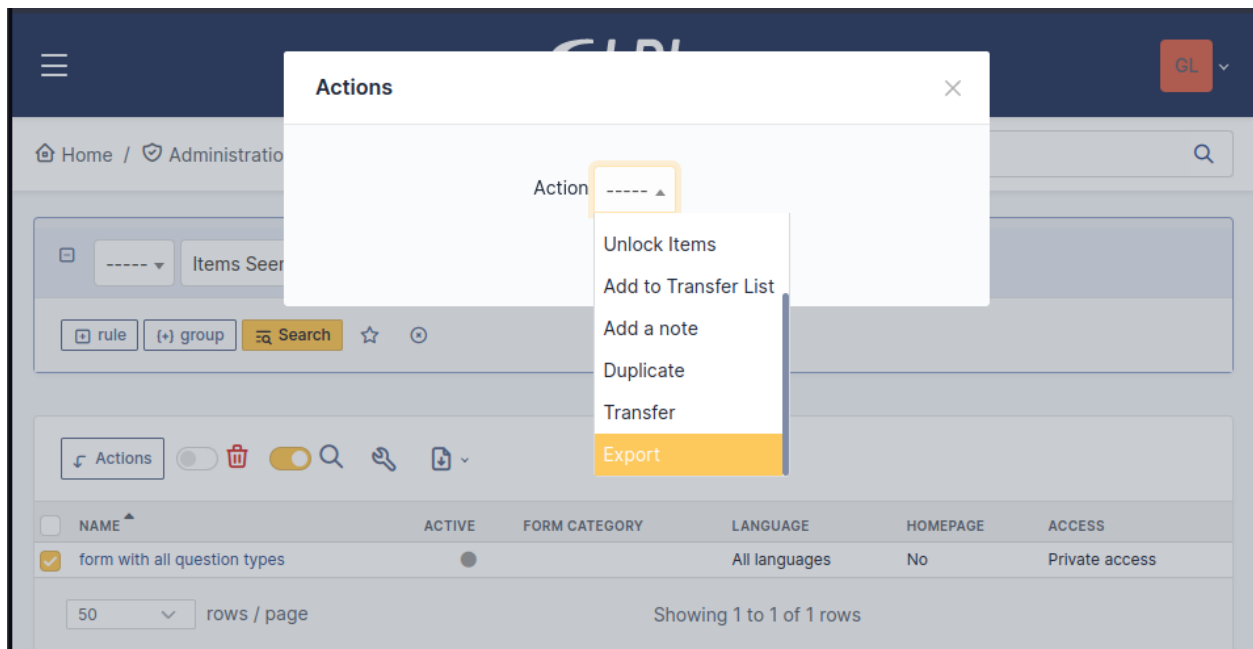 GL
Actions
Home / Administratio
Action -----
Unlock Items
Add to Transfer List
Add a note
Duplicate
Transfer
Export
----- Items Seen
rule {+} group Search
Actions
NAME ACTIVE FORM CATEGORY LANGUAGE HOMEPAGE ACCESS
form with all question types All languages No Private access
50 rows / page Showing 1 to 1 of 1 rows